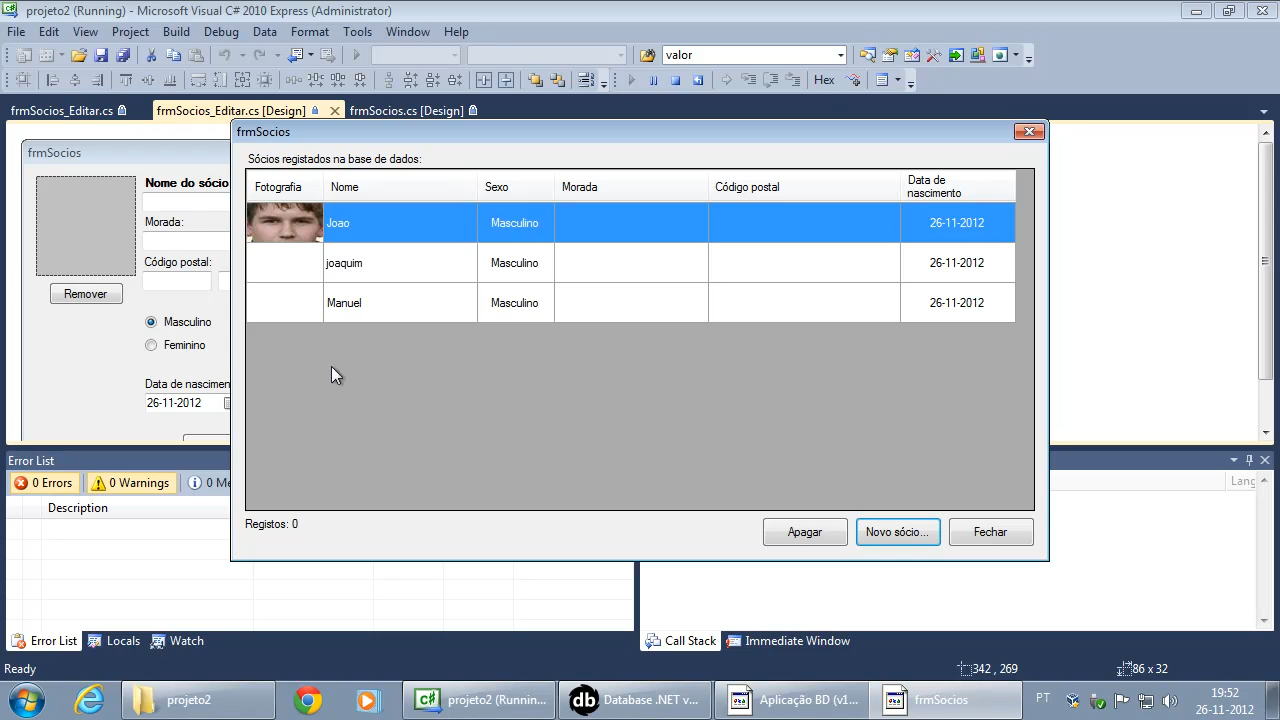 projeto2 (Running) - Microsoft Visual C# 2010 Express (Administrator)
File Edit View Project Build Debug Data Format Tools Window Help
valor
Hex
frmSocios_Editar.cs frmSocios_Editar.cs [Design] frmSocios.cs [Design]
frmSocios
Nome do sócio
Morada:
Código postal:
Remover
Masculino
Feminino
Data de nascimen
26-11-2012
frmSocios
Sócios registados na base de dados:
Fotografia Nome Sexo Morada Código postal Data de nascimento
Joao Masculino 26-11-2012
joaquim Masculino 26-11-2012
Manuel Masculino 26-11-2012
Registos: 0
Apagar Novo sócio... Fechar
Error List
0 Errors 0 Warnings 0 Me
Lang
Description
Error List Locals Watch
Call Stack Immediate Window
Ready
342 , 269 86 x 32
projeto2 projeto2 (Runnin... db Database .NET v... Aplicação BD (v1... frmSocios PT
19:52
26-11-2012